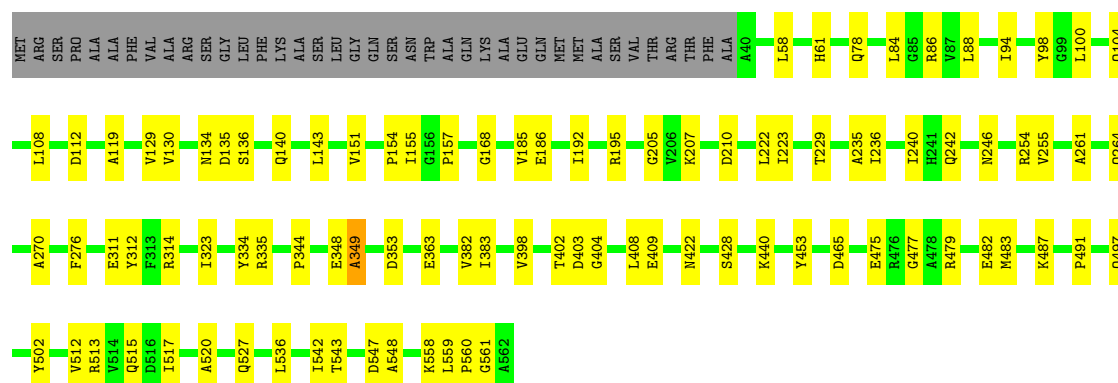 MET ARG SER PRO ALA ALA PHE VAL ALA ARG SER GLY LEU PHE LYS ALA SER LEU GLY GLN SER ASN TRP ALA GLN LYS ALA GLU GLN MET MET ALA SER VAL THR ARG THR PHE ALA A40 L58 H61 Q78 L84 G85 R86 V87 L88 I94 Y98 G99 L100
L108 D112 A119 V129 V130 N134 D135 S136 Q140 L143 V151 P154 I155 G156 P157 G168 V185 E186 I192 R195 G205 V206 K207 D210 L222 I223 T229 A235 I236 I240 H241 Q242 N246 R254 V255 A261
A270 F276 E311 Y312 F313 R314 I323 Y334 R335 P344 E348 A349 D353 E363 V382 I383 V398 T402 D403 G404 L408 E409 N422 S428 K440 Y453 D465 E475 R476 G477 A478 R479 E482 M483 K487 P491
Y502 V512 R513 V514 Q515 D516 I517 A520 Q527 L536 I542 T543 D547 A548 K558 L559 P560 G561 A562